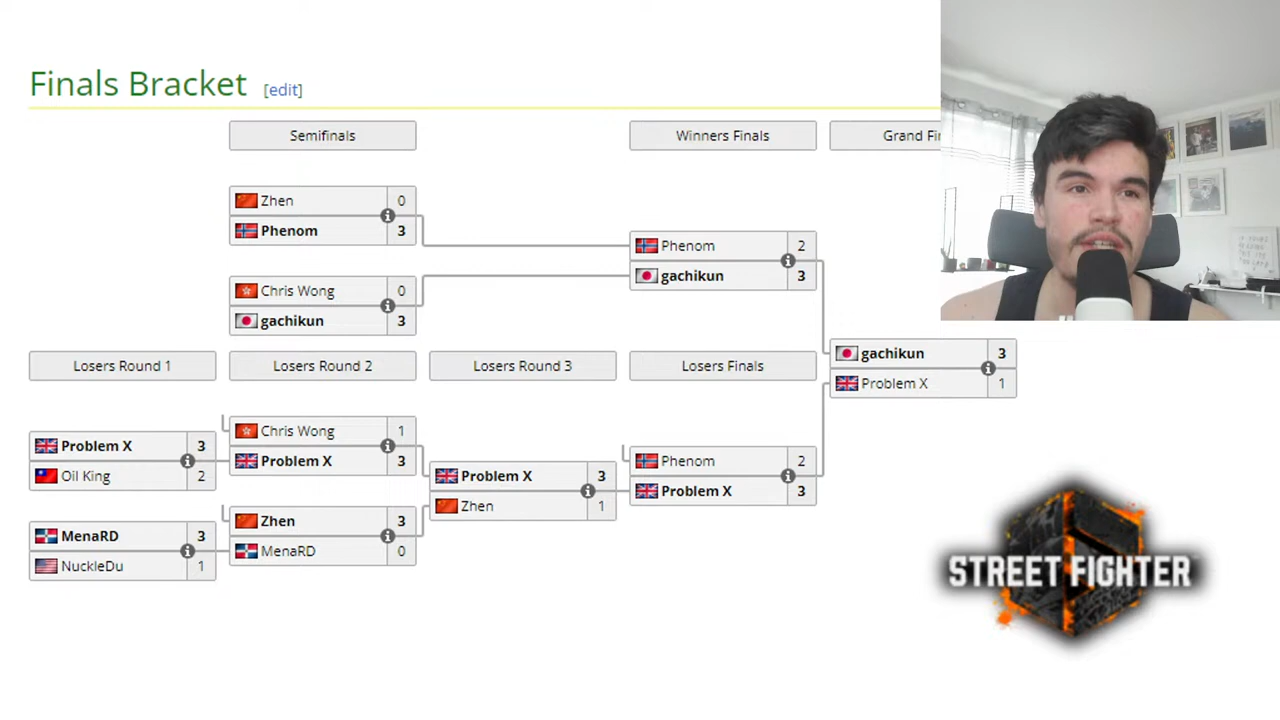 Finals Bracket [edit]
Semifinals
Winners Finals
Grand Fin
Zhen 0
Phenom 3
Phenom 2
gachikun 3
Chris Wong 0
gachikun 3
gachikun 3
Problem X 1
Losers Round 1
Losers Round 2
Losers Round 3
Losers Finals
Problem X 3
Oil King 2
Chris Wong 1
Problem X 3
Problem X 3
Zhen 1
Phenom 2
Problem X 3
MenaRD 3
NuckleDu 1
Zhen 3
MenaRD 0
STREET FIGHTER